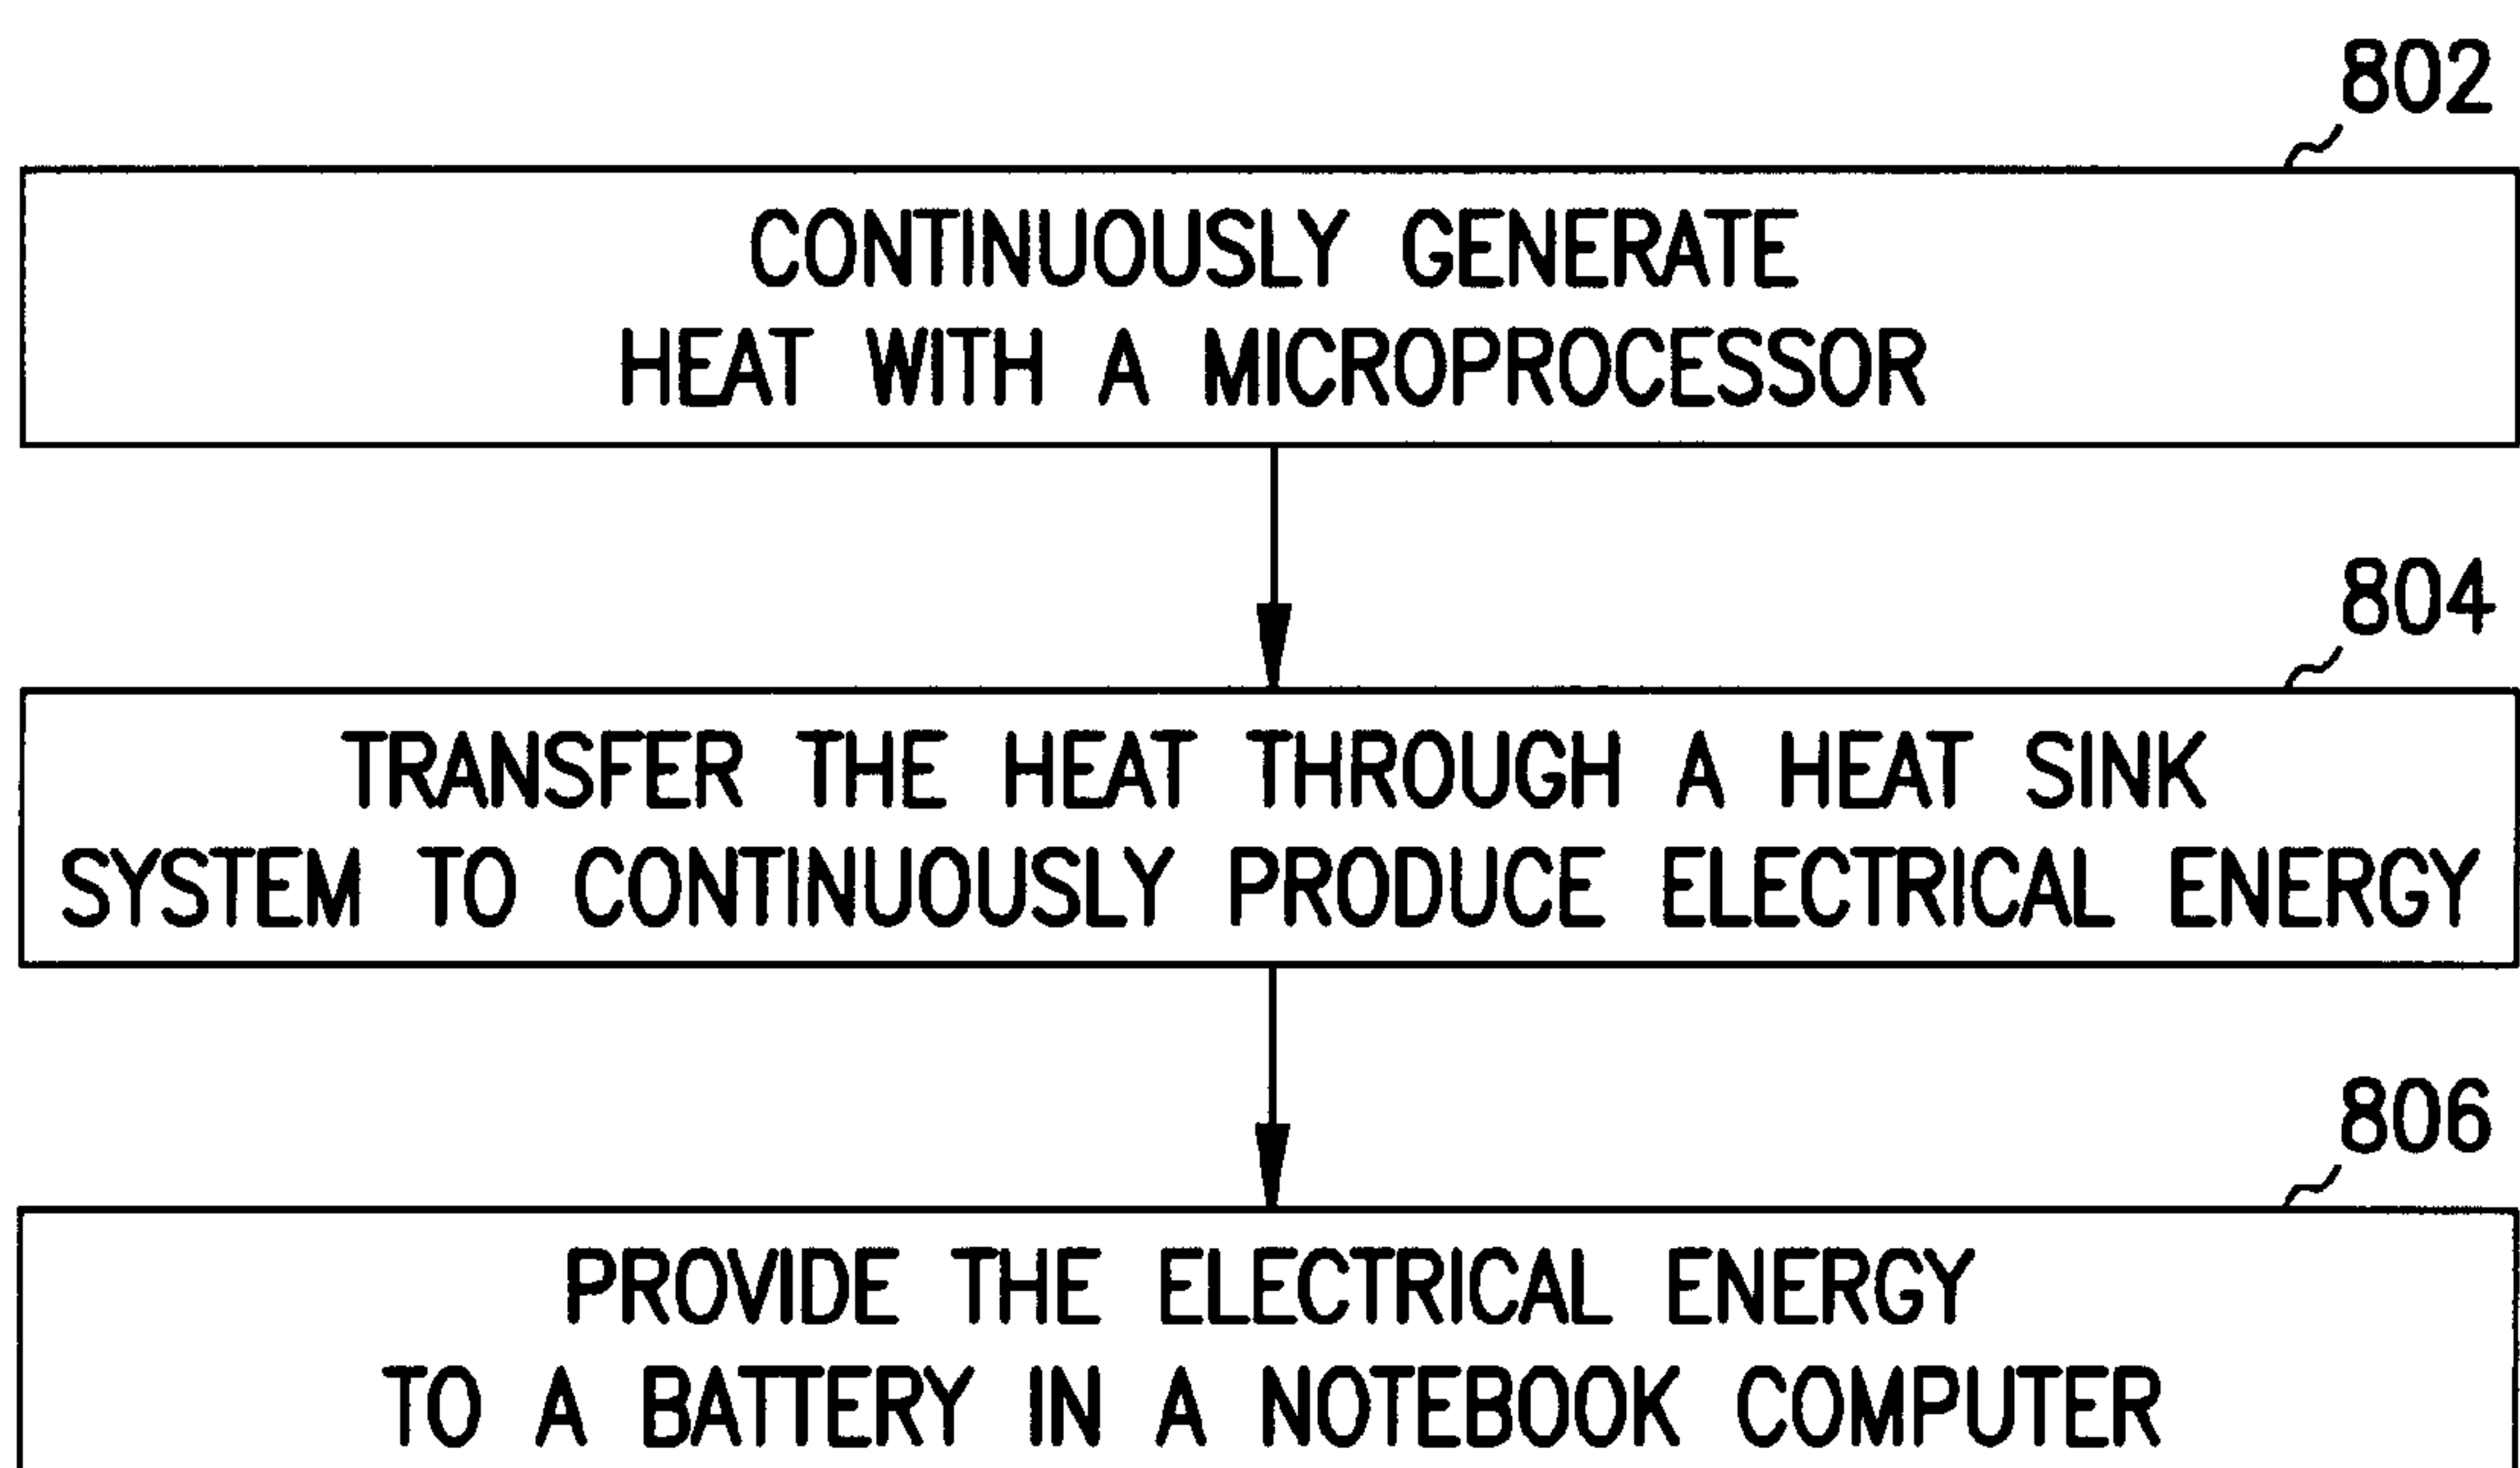 802
CONTINUOUSLY GENERATE
HEAT WITH A MICROPROCESSOR
804
TRANSFER THE HEAT THROUGH A HEAT SINK
SYSTEM TO CONTINUOUSLY PRODUCE ELECTRICAL ENERGY
806
PROVIDE THE ELECTRICAL ENERGY
TO A BATTERY IN A NOTEBOOK COMPUTER